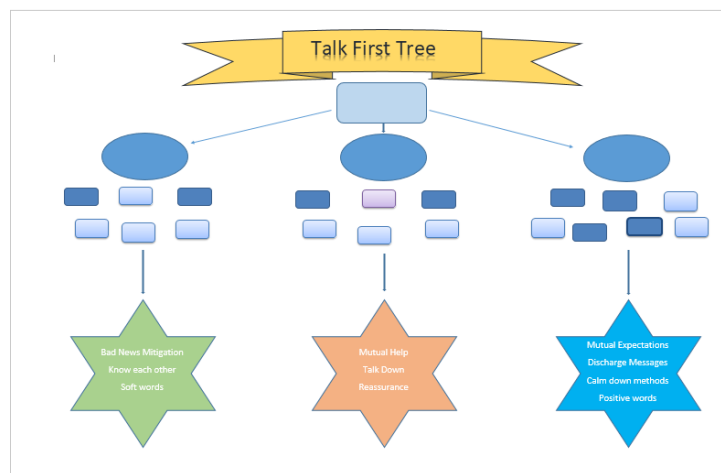 Talk First Tree
Bad News Mitigation
Know each other
Soft words
Mutual Help
Talk Down
Reassurance
Mutual Expectations
Discharge Messages
Calm down methods
Positive words